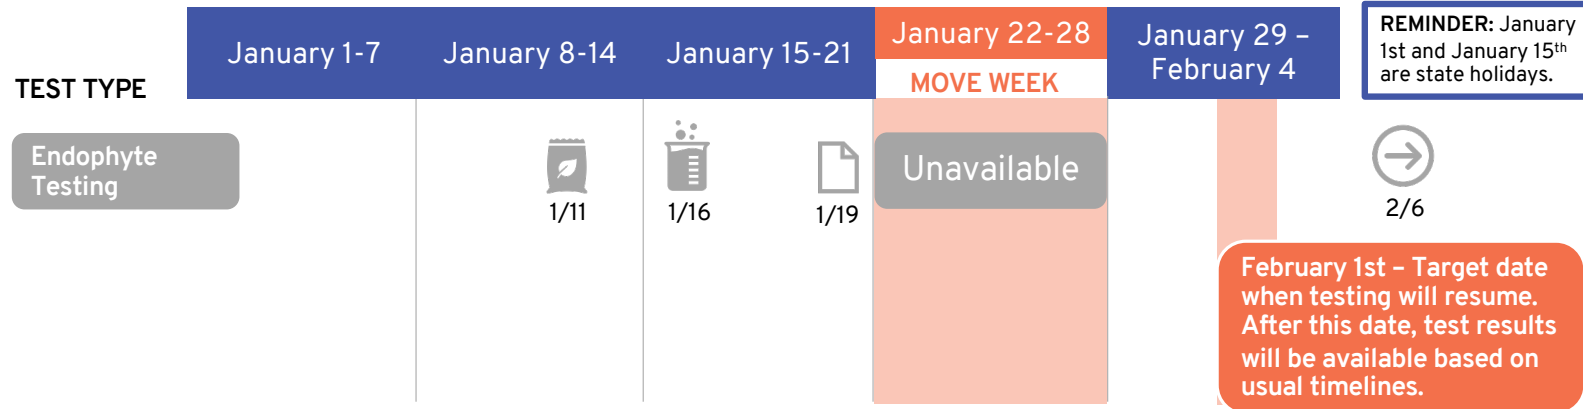 TEST TYPE
January 1-7
January 8-14
January 15-21
January 22-28
MOVE WEEK
January 29 –
February 4
REMINDER: January
1st and January 15th
are state holidays.
Endophyte
Testing
1/11
1/16
1/19
Unavailable
2/6
February 1st – Target date
when testing will resume.
After this date, test results
will be available based on
usual timelines.